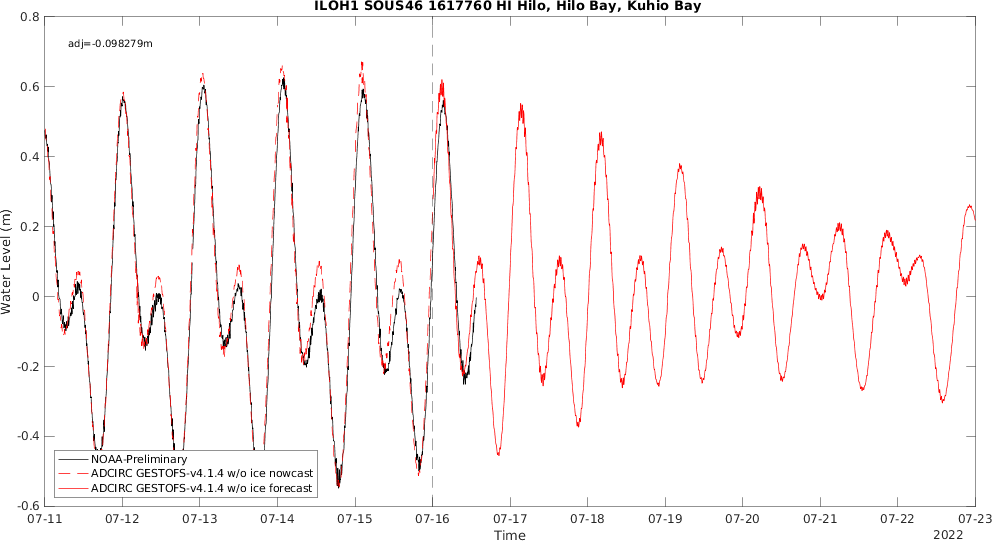 ILOH1 SOUS46 1617760 HI Hilo, Hilo Bay, Kuhio Bay
adj=-0.098279m
0.8
0.6
0.4
0.2
0
-0.2
-0.4
-0.6
Water Level (m)
NOAA-Preliminary
ADCIRC GESTOFS-v4.1.4 w/o ice nowcast
ADCIRC GESTOFS-v4.1.4 w/o ice forecast
07-11 07-12 07-13 07-14 07-15 07-16 07-17 07-18 07-19 07-20 07-21 07-22 07-23
Time
2022